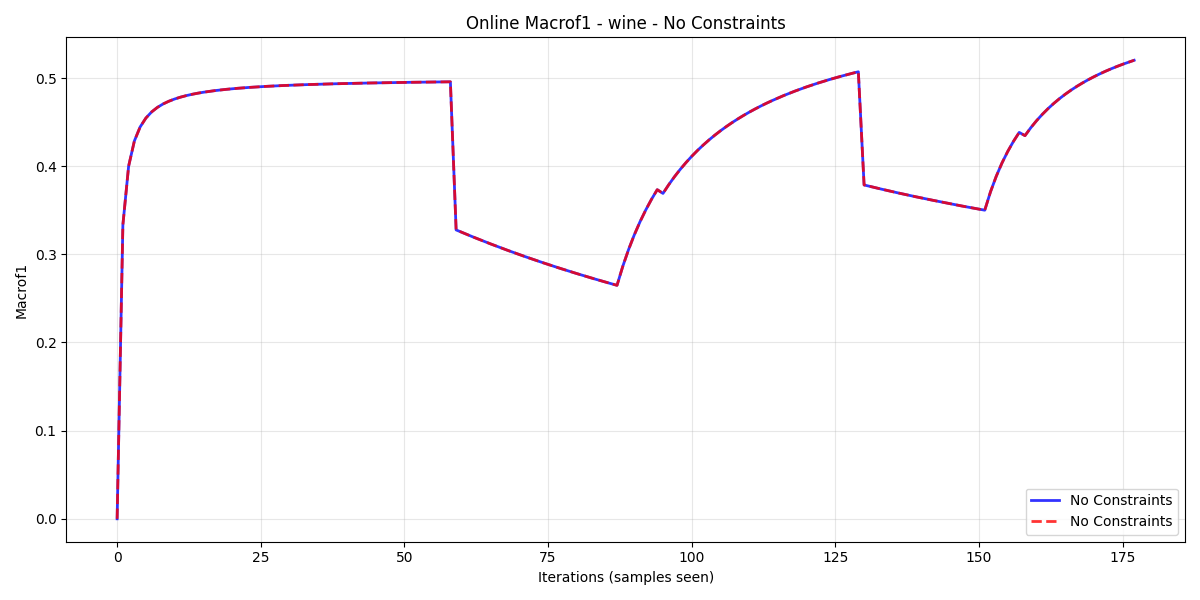 Online Macrof1 - wine - No Constraints
Macrof1
0.5
0.4
0.3
0.2
0.1
0.0
0 25 50 75 100 125 150 175
Iterations (samples seen)
No Constraints
No Constraints